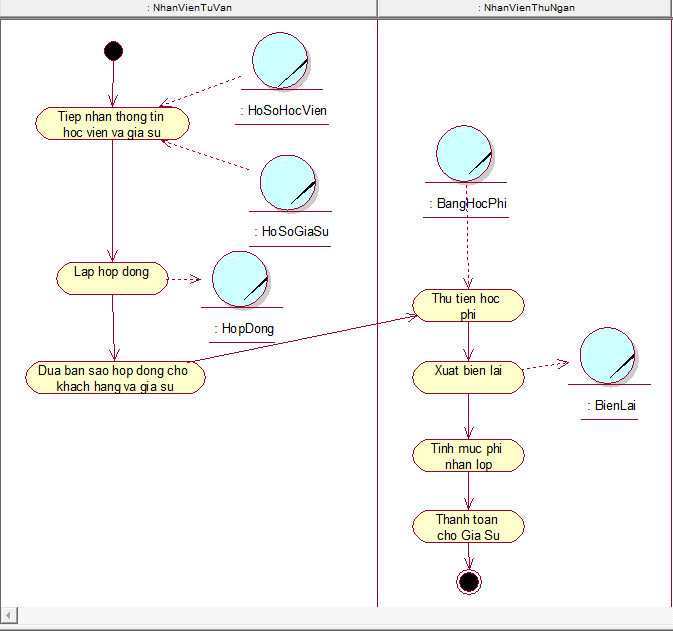 : NhanVienTuVan
: NhanVienThuNgan
Tiep nhan thong tin
hoc vien va gia su
: HoSoHocVien
: HoSoGiaSu
Lap hop dong
: HopDong
Dua ban sao hop dong cho
khach hang va gia su
: BangHocPhi
Thu tien hoc
phi
Xuat bien lai
: BienLai
Tinh muc phi
nhan lop
Thanh toan
cho Gia Su